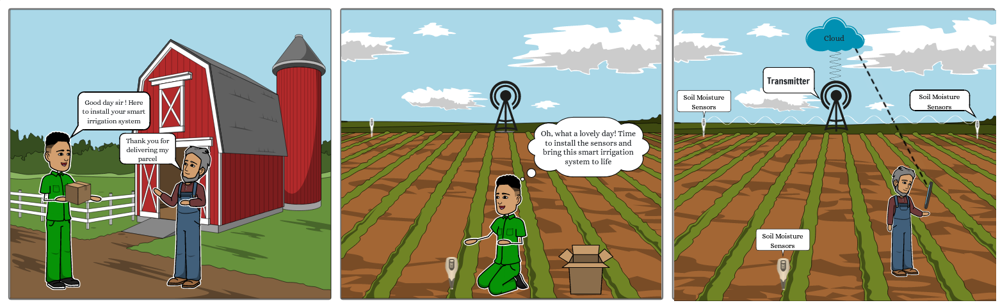 Good day sir ! Here
to install your smart
irrigation system
Thank you for
delivering my
parcel
Oh, what a lovely day! Time
to install the sensors and
bring this smart irrigation
system to life
Cloud
Transmitter
Soil Moisture
Sensors
Soil Moisture
Sensors
Soil Moisture
Sensors